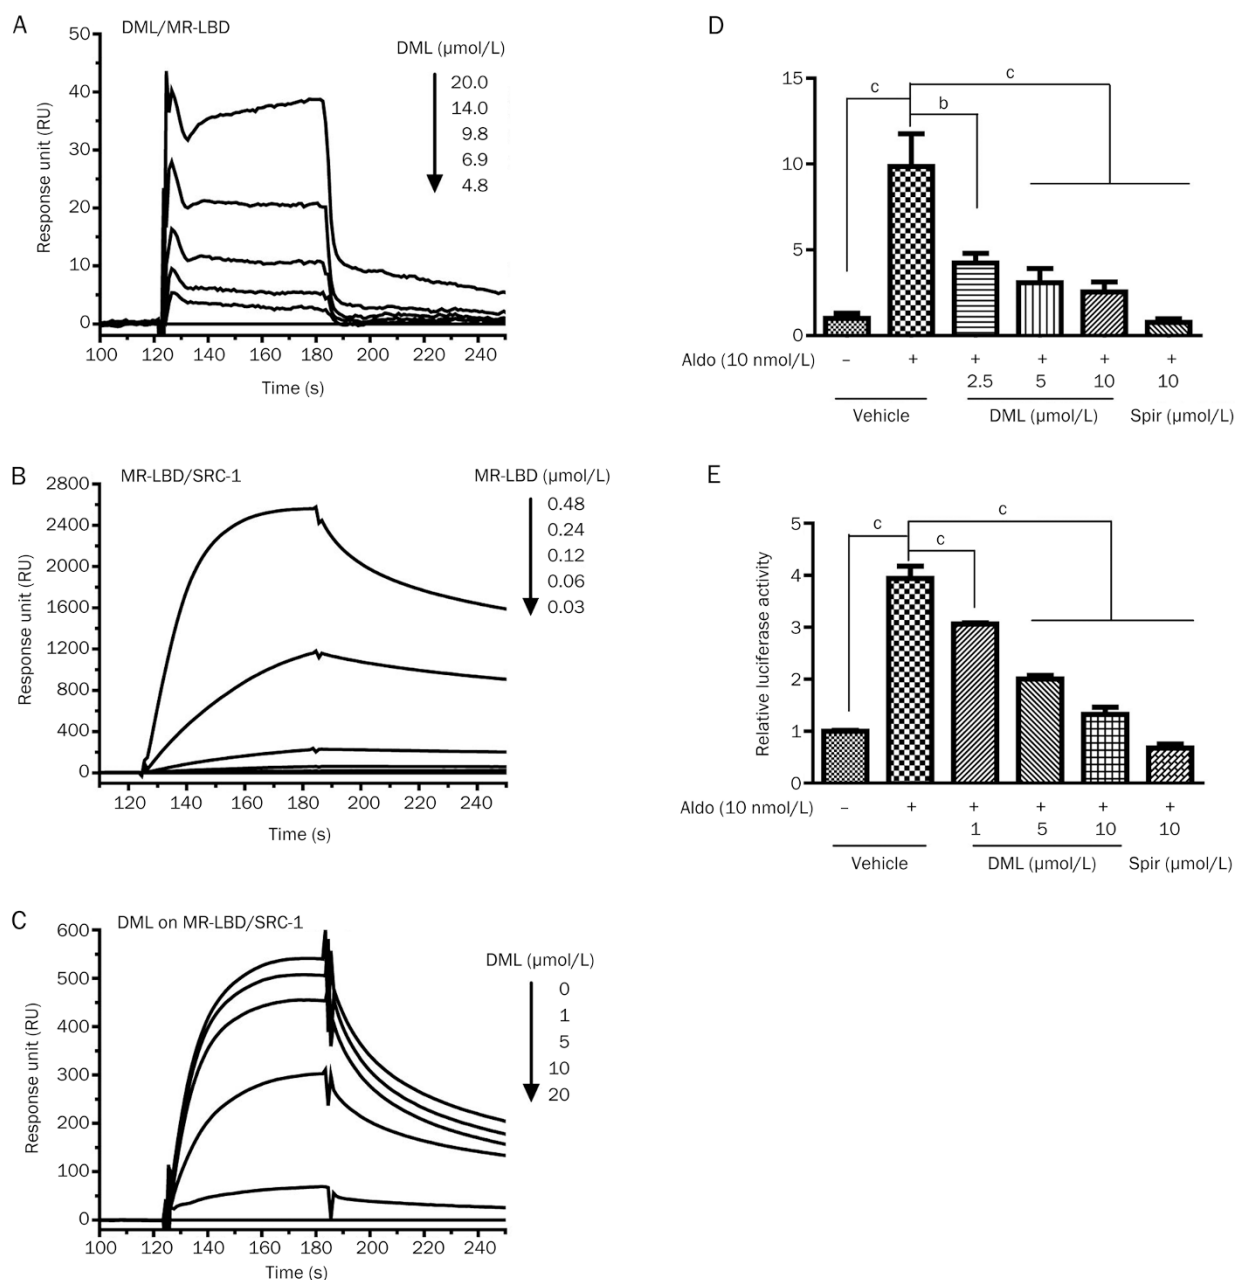 A
DML/MR-LBD
DML (µmol/L)
20.0
14.0
9.8
6.9
4.8
50
40
30
20
10
0
Response unit (RU)
100 120 140 160 180 200 220 240
Time (s)
B
MR-LBD/SRC-1
MR-LBD (µmol/L)
0.48
0.24
0.12
0.06
0.03
2800
2400
2000
1600
1200
800
400
0
Response unit (RU)
120 140 160 180 200 220 240
Time (s)
C
DML on MR-LBD/SRC-1
DML (µmol/L)
0
1
5
10
20
600
500
400
300
200
100
0
Response unit (RU)
100 120 140 160 180 200 220 240
Time (s)
D
15
10
5
0
c
b
c
Aldo (10 nmol/L) – + + + + +
2.5 5 10 10
Vehicle DML (µmol/L) Spir (µmol/L)
E
5
4
3
2
1
0
Relative luciferase activity
c
c
c
Aldo (10 nmol/L) – + + + + +
1 5 10 10
Vehicle DML (µmol/L) Spir (µmol/L)